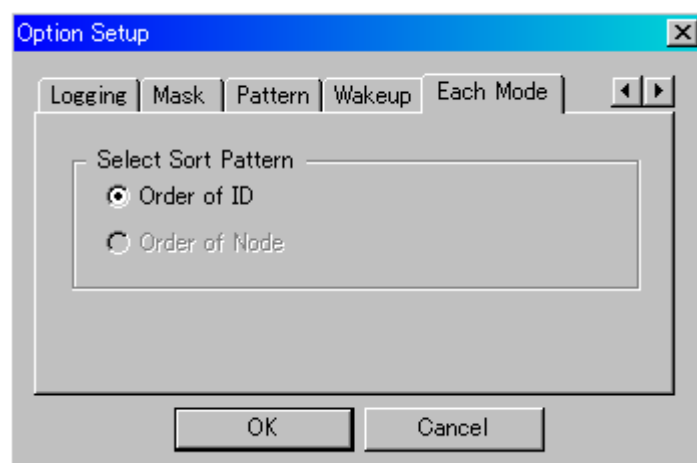 Option Setup
Logging Mask Pattern Wakeup Each Mode
Select Sort Pattern
Order of ID
Order of Node
OK Cancel